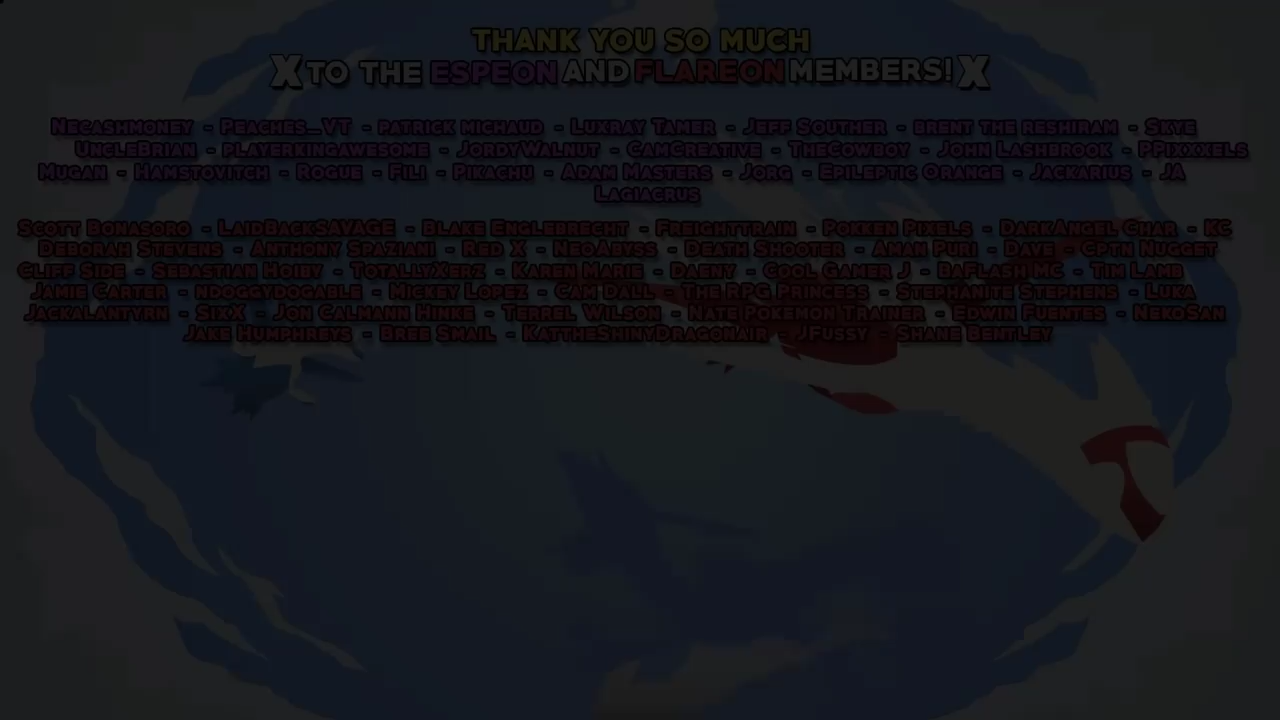 THANK YOU SO MUCH
X TO THE ESPEON AND FLAREON MEMBERS! X
NECASHMONEY - PEACHES_VT - PATRICK MICHAUD - LUXRAY TAMER - JEFF SOUTHER - BRENT THE RESHIRAM - SKYE
UNCLEBRIAN - PLAYERKINGAWESOME - JORDYWALNUT - CAMCREATIVE - THECOWBOY - JOHN LASHBROOK - PPIXXXELS
MUGAN - HAMSTOVITCH - ROGUE - FILI - PIKACHU - ADAM MASTERS - JORG - EPILEPTIC ORANGE - JACKARIUS - JA
LAGIACRUS
SCOTT BONASORO - LAIDBACKSAVAGE - BLAKE ENGLEBRECHT - FREIGHTTRAIN - POKKEN PIXELS - DARKANGEL CHAR - KC
DEBORAH STEVENS - ANTHONY SPAZIANI - RED X - NEOABYSS - DEATH SHOOTER - ANAN PURI - DAVE - CPTN NUGGET
CLIFF SIDE - SEBASTIAN HOIBY - TOTALLYXERZ - KAREN MARIE - DAENY - COOL GAMER J - BAFLASH MC - TIM LAMB
JAMIE CARTER - NDOGGYDOGABLE - MICKEY LOPEZ - CAM DALL - THE RPG PRINCESS - STEPHANITE STEPHENS - LUKA
JACKALANTYRN - SIXX - JON CALMANN HINKE - TERREL WILSON - NATE POKEMON TRAINER - EDWIN FUENTES - NEKOSAN
JAKE HUMPHREYS - BREE SMAIL - KATTHESHINYDRAGONAIR - JFUSSY - SHANE BENTLEY